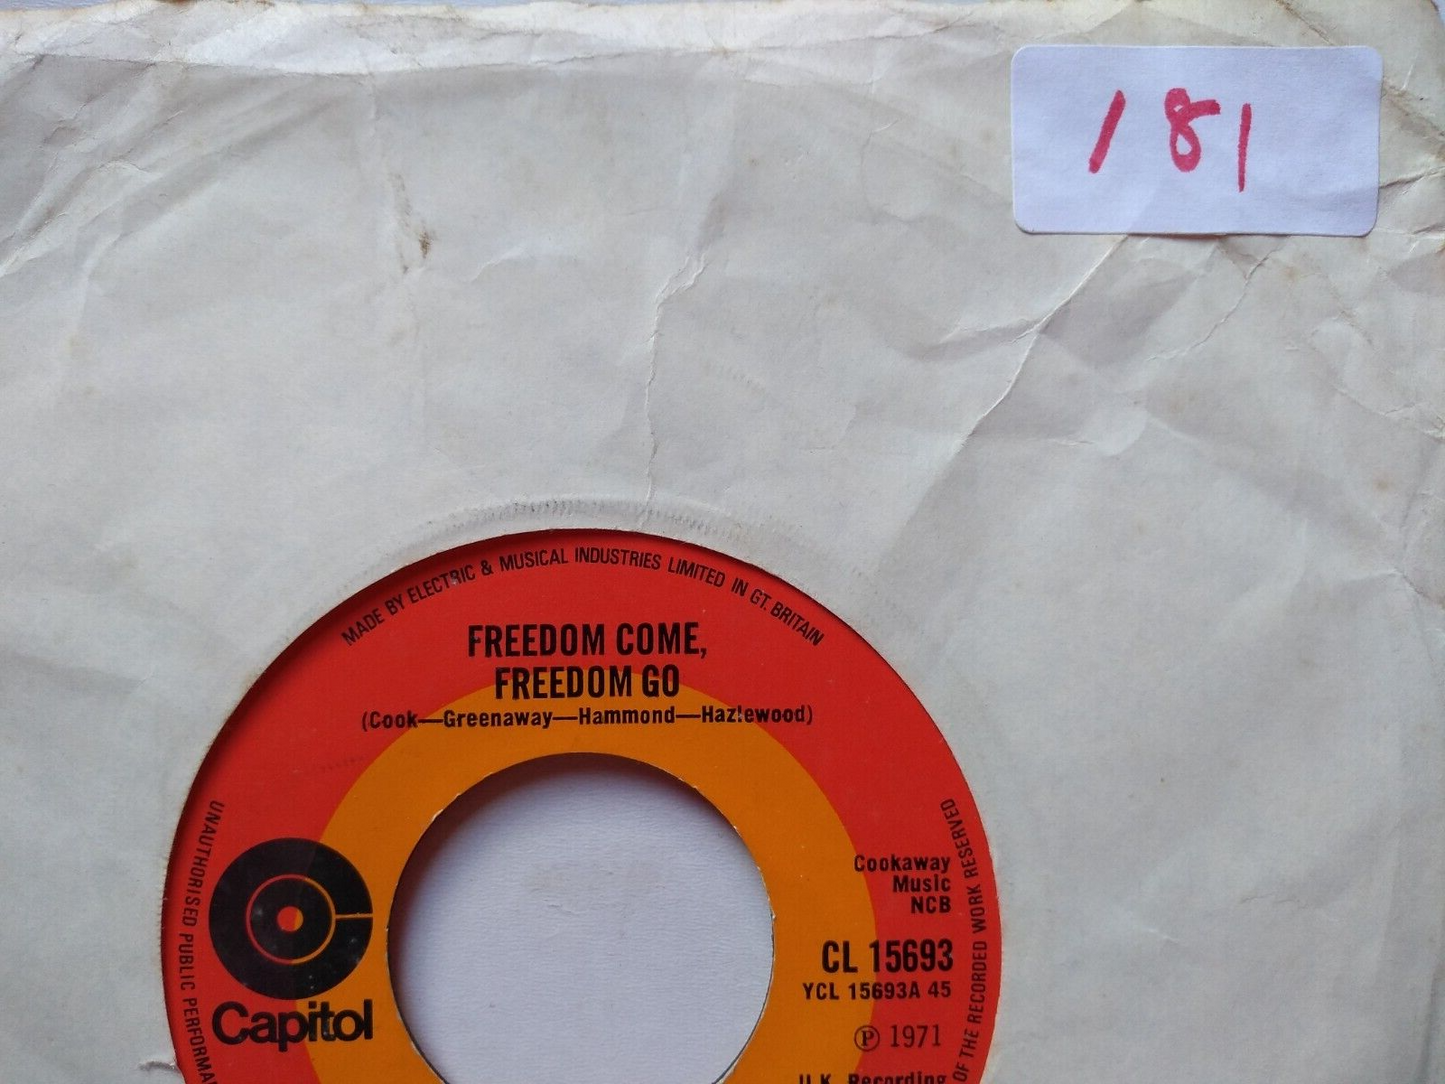 181
MADE BY ELECTRIC & MUSICAL INDUSTRIES LIMITED IN GT. BRITAIN
FREEDOM COME,
FREEDOM GO
(Cook—Greenaway—Hammond—Hazlewood)
UNAUTHORISED PUBLIC
Capitol
Cookaway
Music
NCB
CL 15693
YCL 15693A 45
Ⓟ 1971
U.K. Recording
OF THE RECORDED WORK RESERVED